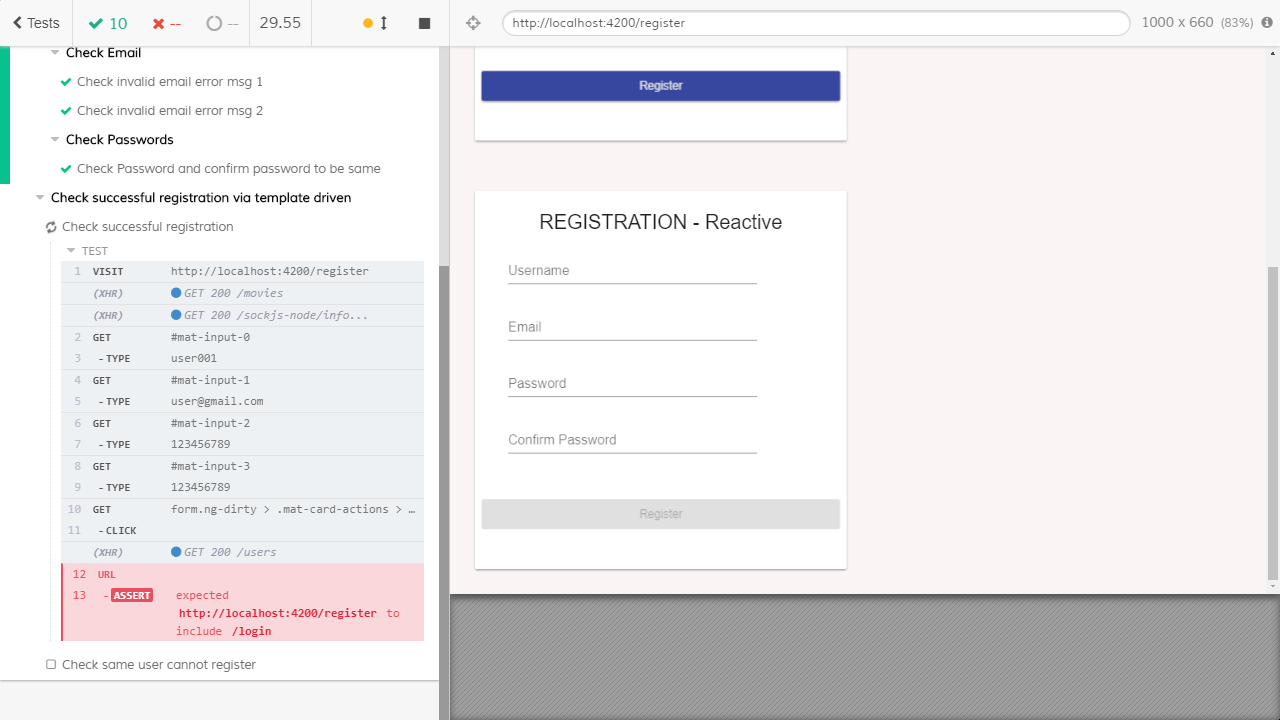 Tests 10 -- -- 29.55
http://localhost:4200/register 1000 x 660 (83%)
Check Email
Check invalid email error msg 1
Check invalid email error msg 2
Check Passwords
Check Password and confirm password to be same
Check successful registration via template driven
Check successful registration
TEST
1 VISIT http://localhost:4200/register
(XHR) GET 200 /movies
(XHR) GET 200 /sockjs-node/info...
2 GET #mat-input-0
3 -TYPE user001
4 GET #mat-input-1
5 -TYPE user@gmail.com
6 GET #mat-input-2
7 -TYPE 123456789
8 GET #mat-input-3
9 -TYPE 123456789
10 GET form.ng-dirty > .mat-card-actions > …
11 -CLICK
(XHR) GET 200 /users
12 URL
13 -ASSERT expected
http://localhost:4200/register to
include /login
Check same user cannot register
Register
REGISTRATION - Reactive
Username
Email
Password
Confirm Password
Register